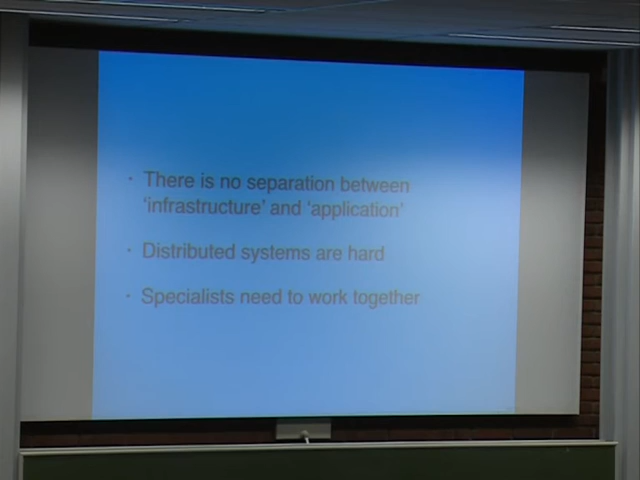 · There is no separation between
‘infrastructure’ and ‘application’
· Distributed systems are hard
· Specialists need to work together